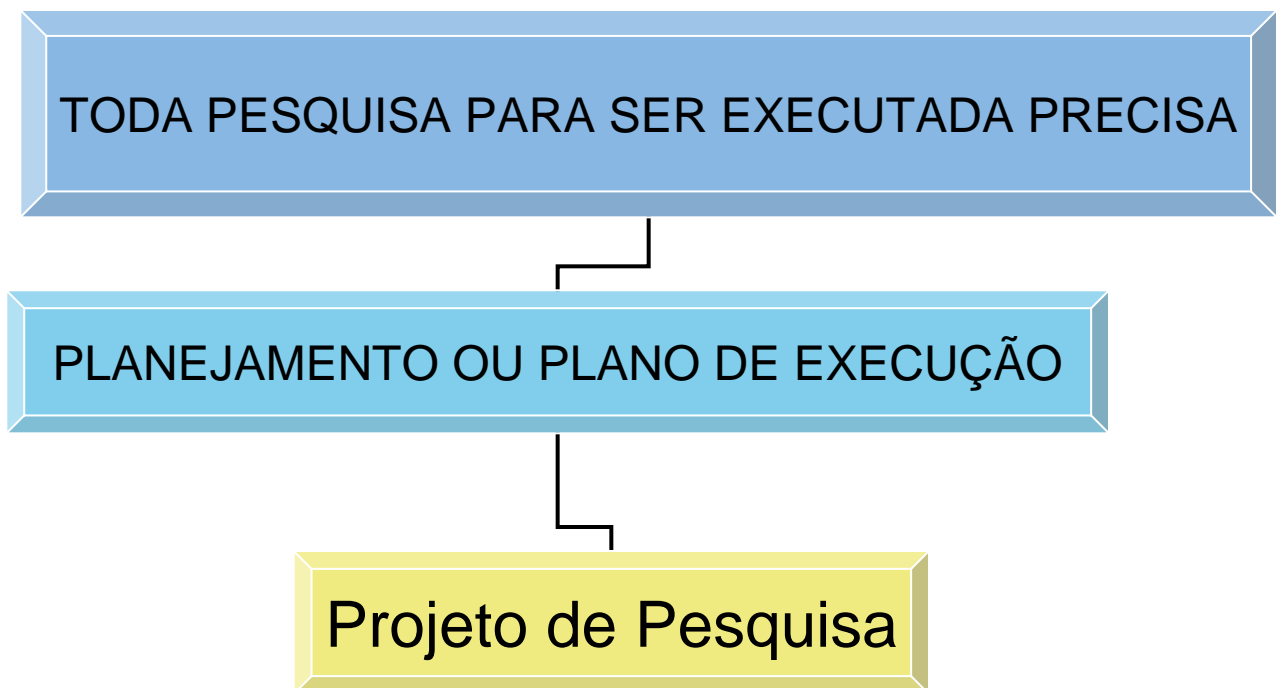 TODA PESQUISA PARA SER EXECUTADA PRECISA
PLANEJAMENTO OU PLANO DE EXECUÇÃO
Projeto de Pesquisa